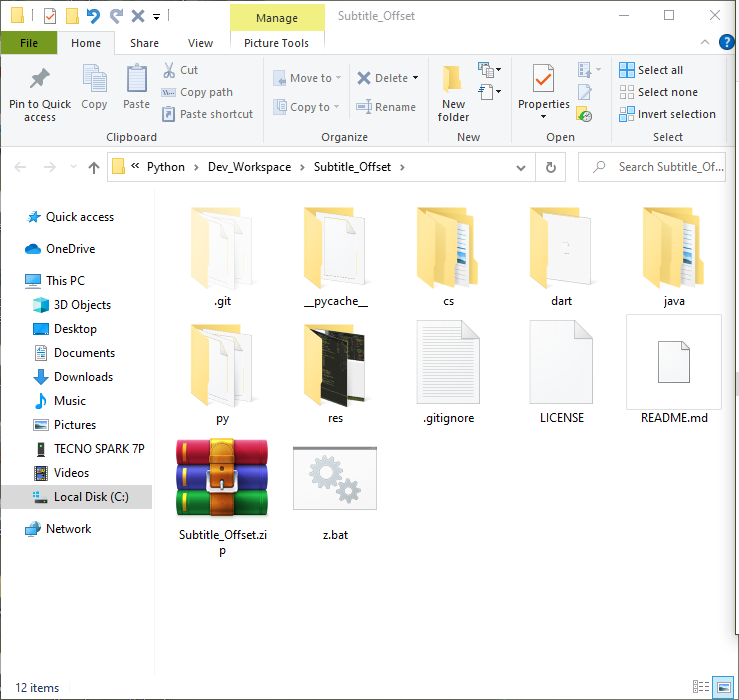 Manage
Subtitle_Offset
File
Home
Share
View
Picture Tools
?
Pin to Quick
access
Copy
Paste
Cut
Copy path
Paste shortcut
Clipboard
Move to
Copy to
Delete
Rename
Organize
New
folder
New
Properties
Open
Select all
Select none
Invert selection
Select
« Python › Dev_Workspace › Subtitle_Offset ›
Search Subtitle_Of...
Quick access
OneDrive
This PC
3D Objects
Desktop
Documents
Downloads
Music
Pictures
TECNO SPARK 7P
Videos
Local Disk (C:)
Network
.git
__pycache__
cs
dart
java
py
res
.gitignore
LICENSE
README.md
Subtitle_Offset.zi
p
z.bat
12 items